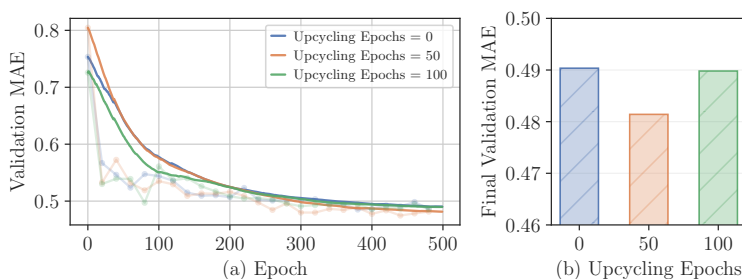 Validation MAE
0.8
0.7
0.6
0.5
0
100
200
300
400
500
(a) Epoch
Upcycling Epochs = 0
Upcycling Epochs = 50
Upcycling Epochs = 100
Final Validation MAE
0.50
0.49
0.48
0.47
0.46
0
50
100
(b) Upcycling Epochs